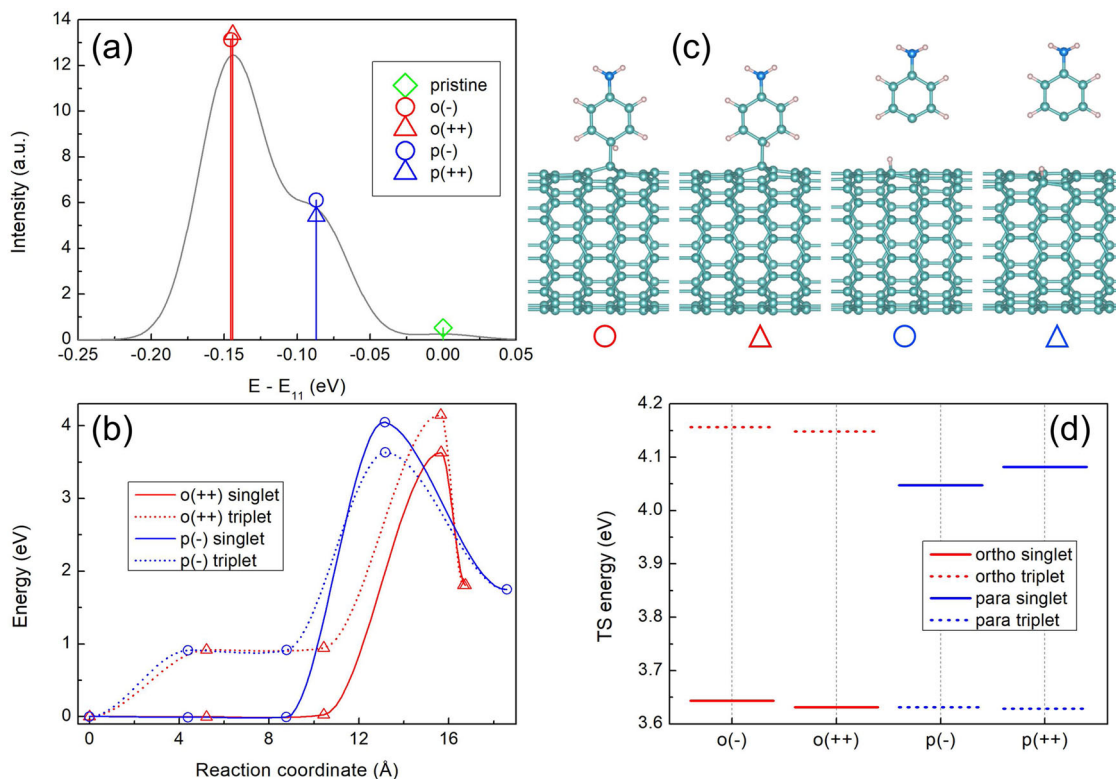 (a)
14
12
10
8
6
4
2
0
Intensity (a.u.)
pristine
o(-)
o(++)
p(-)
p(++)
-0.25
-0.20
-0.15
-0.10
-0.05
0.00
0.05
E - E11 (eV)
(c)
(b)
4
3
2
1
0
Energy (eV)
o(++) singlet
o(++) triplet
p(-) singlet
p(-) triplet
0
4
8
12
16
Reaction coordinate (Å)
(d)
4.2
4.1
4.0
3.9
3.8
3.7
3.6
TS energy (eV)
ortho singlet
ortho triplet
para singlet
para triplet
o(-)
o(++)
p(-)
p(++)